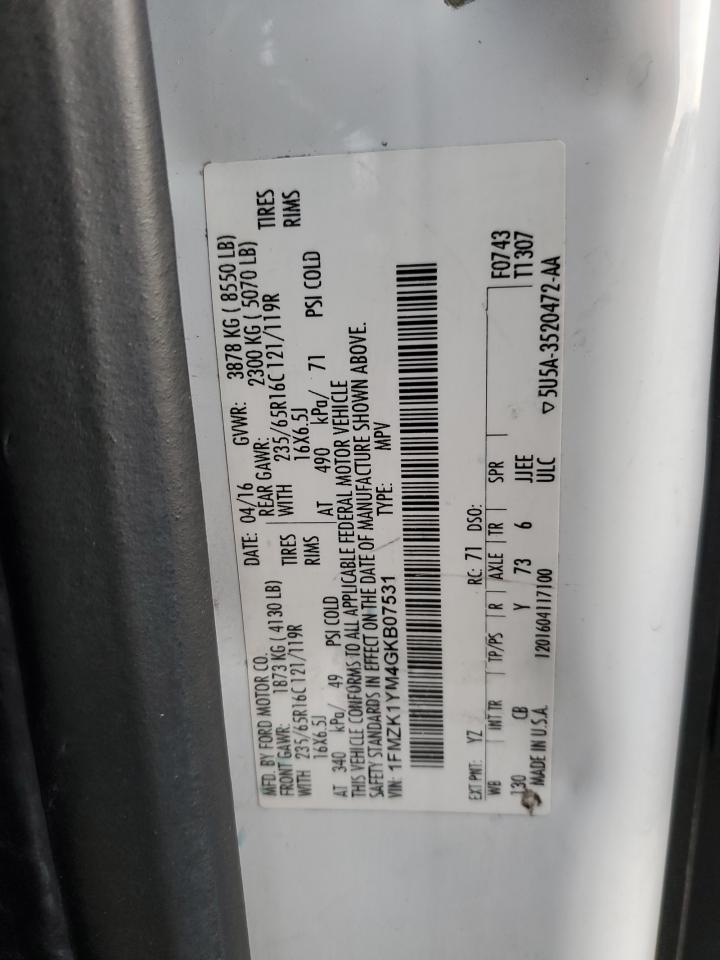 MFD. BY FORD MOTOR CO. DATE: 04/16 GVWR: 3878 KG ( 8550 LB)
FRONT GAWR: 1873 KG ( 4130 LB) REAR GAWR: 2300 KG ( 5070 LB)
WITH 235/65R16C 121/119R TIRES WITH 235/65R16C 121/119R TIRES
16X6.5J RIMS 16X6.5J RIMS
AT 340 kPa/ 49 PSI COLD AT 490 kPa/ 71 PSI COLD
THIS VEHICLE CONFORMS TO ALL APPLICABLE FEDERAL MOTOR VEHICLE
SAFETY STANDARDS IN EFFECT ON THE DATE OF MANUFACTURE SHOWN ABOVE.
VIN: 1FMZK1YM4GKB07531 TYPE: MPV
EXT PNT: YZ RC: 71 DSO: F0743
WB INT TR TP/PS R AXLE TR SPR T1307
130 CB Y 73 6 JJEE
MADE IN U.S.A. 1201604117100 ULC ▽ 5U5A-3520472-AA